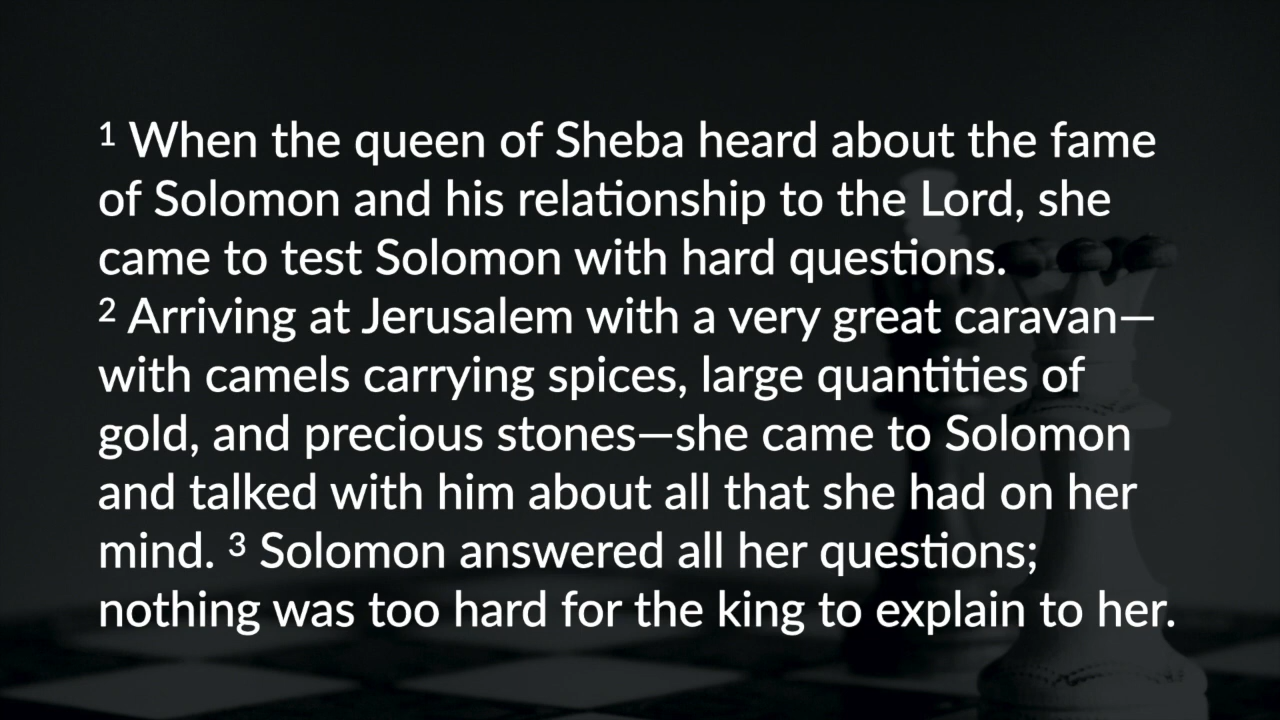 ¹ When the queen of Sheba heard about the fame
of Solomon and his relationship to the Lord, she
came to test Solomon with hard questions.
² Arriving at Jerusalem with a very great caravan—
with camels carrying spices, large quantities of
gold, and precious stones—she came to Solomon
and talked with him about all that she had on her
mind. ³ Solomon answered all her questions;
nothing was too hard for the king to explain to her.